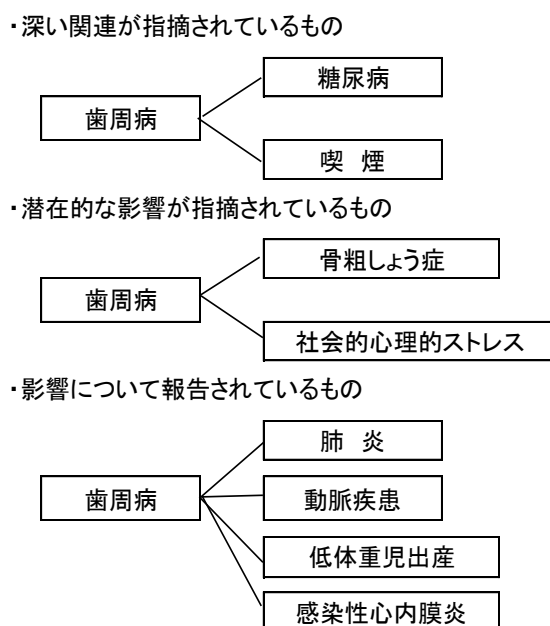 ・深い関連が指摘されているもの
糖尿病
歯周病
喫 煙
・潜在的な影響が指摘されているもの
骨粗しょう症
歯周病
社会的心理的ストレス
・影響について報告されているもの
肺 炎
歯周病
動脈疾患
低体重児出産
感染性心内膜炎